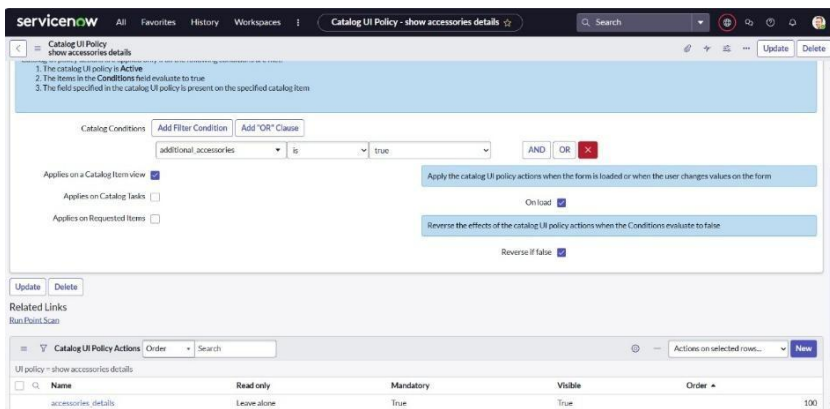 servicenow All Favorites History Workspaces Catalog UI Policy - show accessories details Search
Catalog UI Policy
show accessories details
Update Delete
1. The catalog UI policy is Active
2. The items in the Conditions field evaluate to true
3. The field specified in the catalog UI policy is present on the specified catalog item
Catalog Conditions Add Filter Condition Add "OR" Clause
additional_accessories is true AND OR
Applies on a Catalog Item view
Apply the catalog UI policy actions when the form is loaded or when the user changes values on the form
Applies on Catalog Tasks
On load
Applies on Requested Items
Reverse the effects of the catalog UI policy actions when the Conditions evaluate to false
Reverse if false
Update Delete
Related Links
Run Point Scan
Catalog UI Policy Actions Order Search Actions on selected rows... New
UI policy = show accessories details
Name Read only Mandatory Visible Order
accessories_details Leave alone True True 100